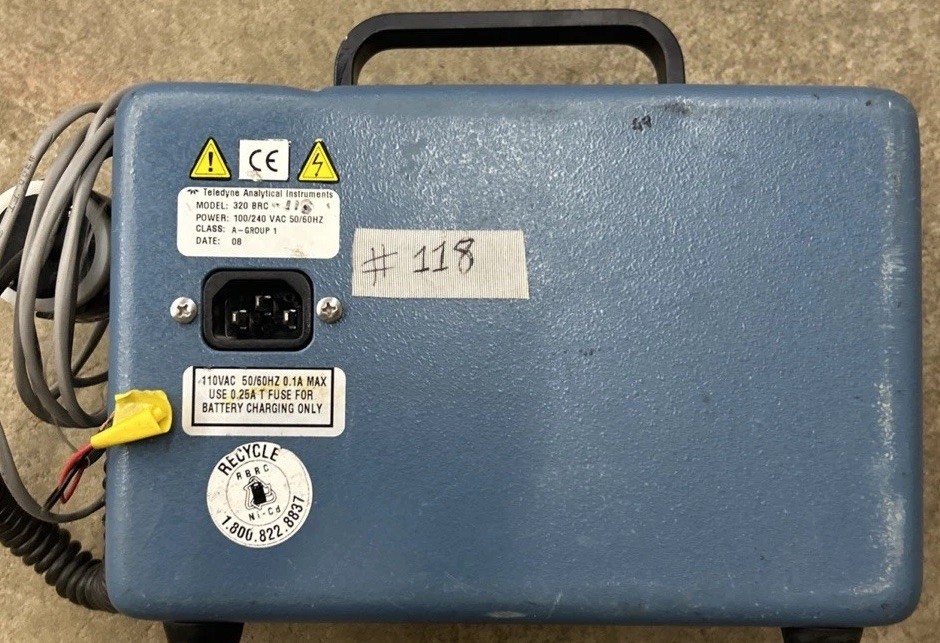 CE
Teledyne Analytical Instruments
MODEL: 320 BRC
POWER: 100/240 VAC 50/60HZ
CLASS: A-GROUP 1
DATE: 08
# 118
110VAC 50/60HZ 0.1A MAX
USE 0.25A T FUSE FOR
BATTERY CHARGING ONLY
RECYCLE
RBRC
Ni-Cd
1.800.822.8837